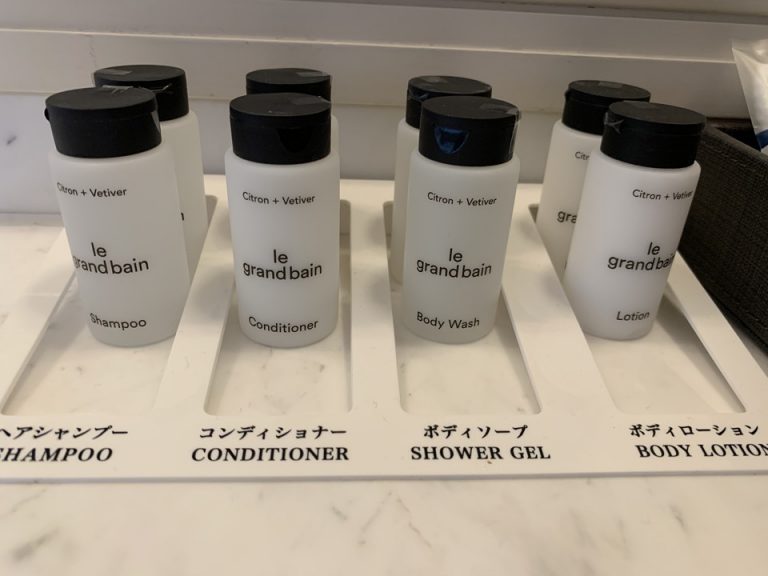 Citron + Vetiver
le
grand bain
Shampoo
Citron + Vetiver
le
grand bain
Conditioner
Citron + Vetiver
le
grand bain
Body Wash
Citron + Vetiver
le
grand bain
Lotion
ヘアシャンプー
SHAMPOO
コンディショナー
CONDITIONER
ボディソープ
SHOWER GEL
ボディローション
BODY LOTION